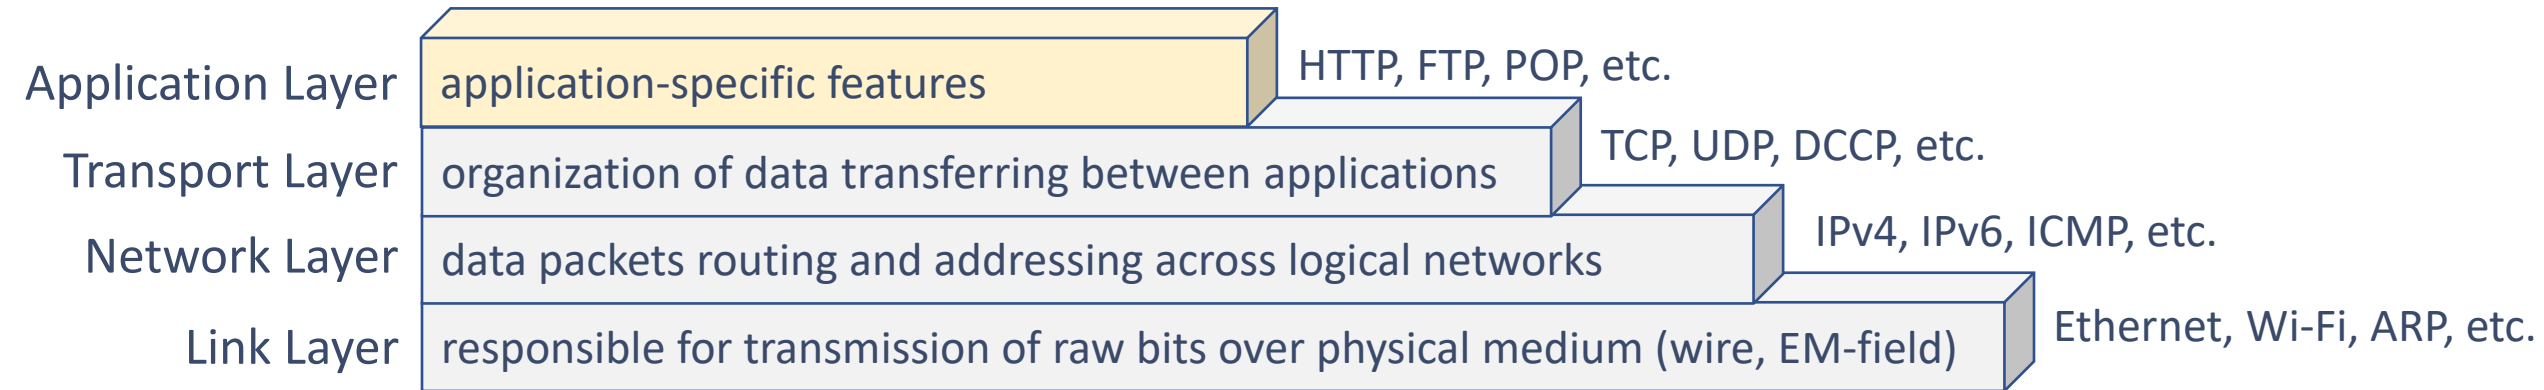 Application Layer application-specific features HTTP, FTP, POP, etc.
Transport Layer organization of data transferring between applications TCP, UDP, DCCP, etc.
Network Layer data packets routing and addressing across logical networks IPv4, IPv6, ICMP, etc.
Link Layer responsible for transmission of raw bits over physical medium (wire, EM-field) Ethernet, Wi-Fi, ARP, etc.